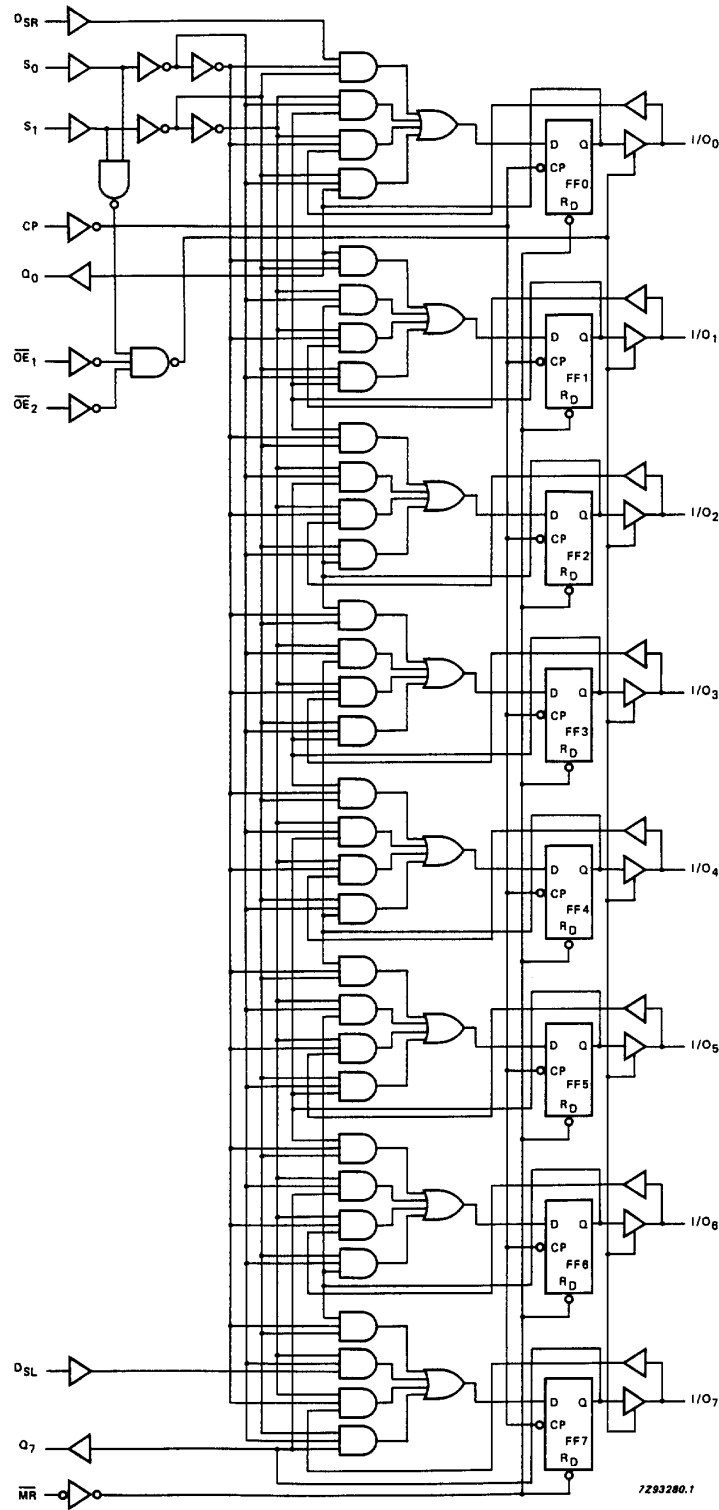 DSR
S0
S1
CP
Q0
OE1
OE2
D Q
CP
FF0
RD
I/O0
D Q
CP
FF1
RD
I/O1
D Q
CP
FF2
RD
I/O2
D Q
CP
FF3
RD
I/O3
D Q
CP
FF4
RD
I/O4
D Q
CP
FF5
RD
I/O5
D Q
CP
FF6
RD
I/O6
D Q
CP
FF7
RD
I/O7
DSL
Q7
MR
7Z93280.1